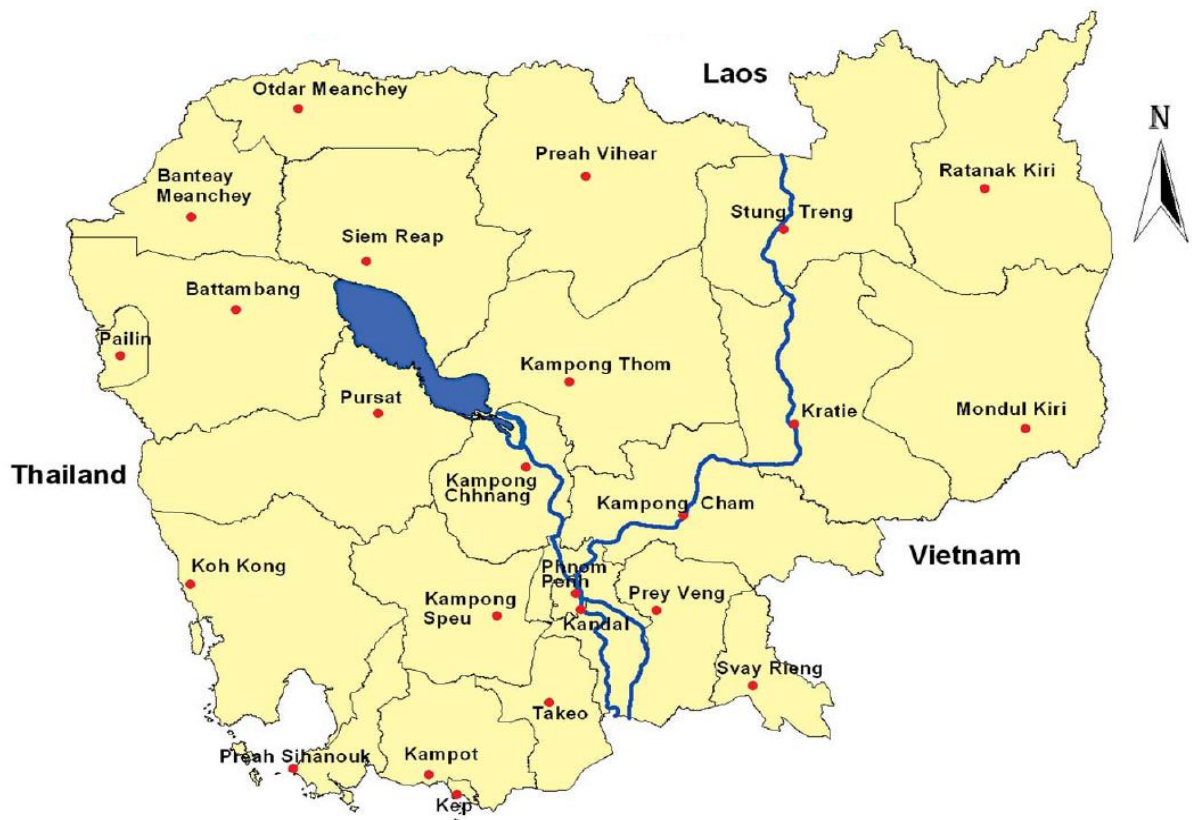 Laos
Otdar Meanchey
N
Preah Vihear
Ratanak Kiri
Banteay
Meanchey
Stung Treng
Siem Reap
Battambang
Pailin
Kampong Thom
Pursat
Kratie
Mondul Kiri
Thailand
Kampong
Chhnang
Kampong Cham
Vietnam
Koh Kong
Phnom
Penh
Kampong
Speu
Prey Veng
Kandal
Svay Rieng
Takeo
Preah Sihanouk
Kampot
Kep